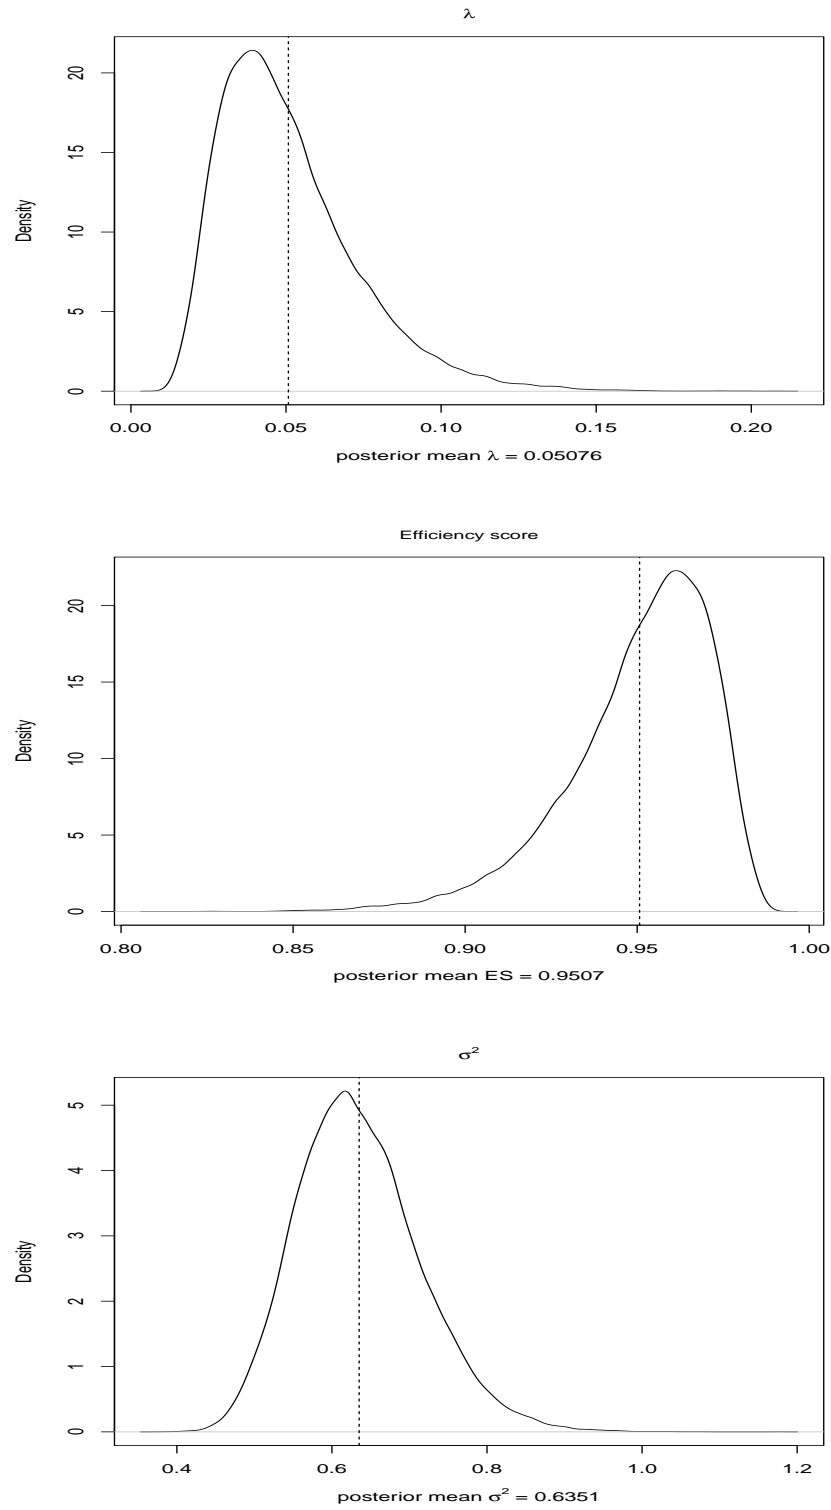 λ
Density
0
5
10
15
20
0.00 0.05 0.10 0.15 0.20
posterior mean λ = 0.05076
Efficiency score
Density
0
5
10
15
20
0.80 0.85 0.90 0.95 1.00
posterior mean ES = 0.9507
σ²
Density
0
1
2
3
4
5
0.4 0.6 0.8 1.0 1.2
posterior mean σ² = 0.6351